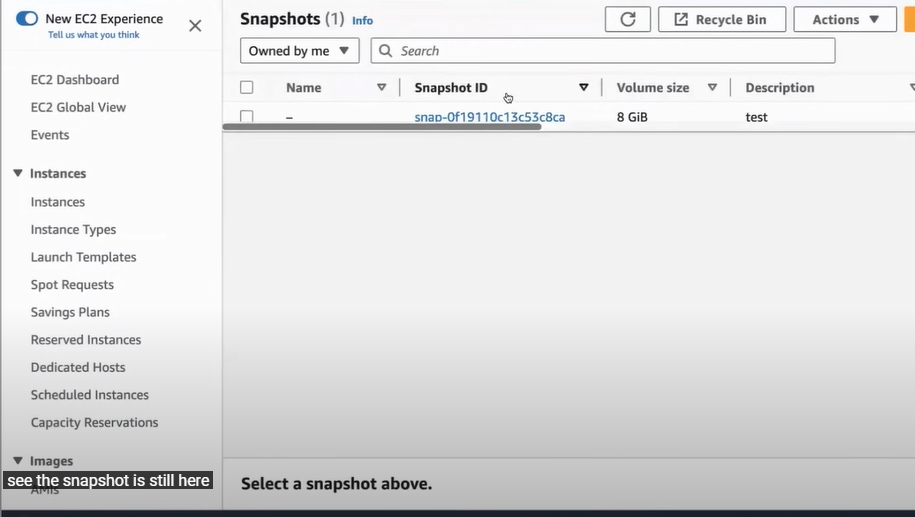 New EC2 Experience
Tell us what you think
EC2 Dashboard
EC2 Global View
Events
Instances
Instances
Instance Types
Launch Templates
Spot Requests
Savings Plans
Reserved Instances
Dedicated Hosts
Scheduled Instances
Capacity Reservations
Images
AMIs
Snapshots (1) Info
Recycle Bin
Actions
Owned by me
Search
Name Snapshot ID Volume size Description
– snap-0f19110c13c53c8ca 8 GiB test
Select a snapshot above.
see the snapshot is still here